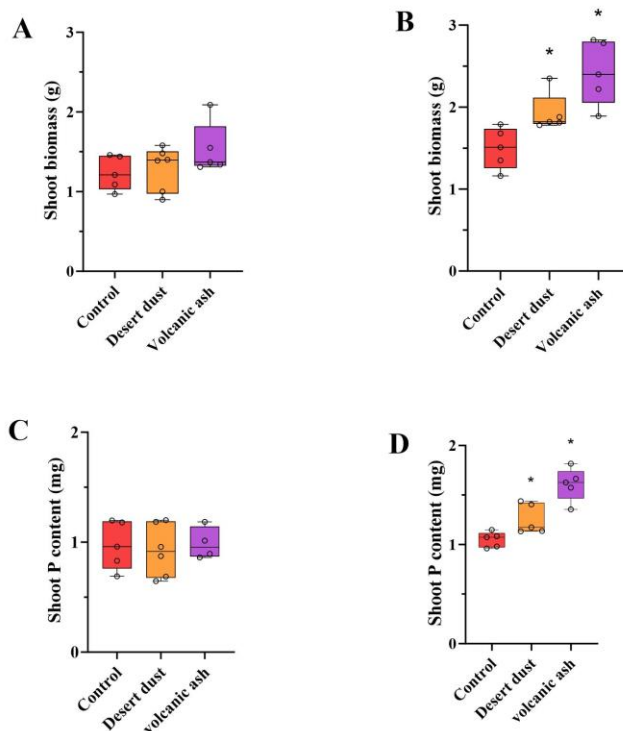 A
Shoot biomass (g)
3
2
1
0
Control
Desert dust
Volcanic ash
B
Shoot biomass (g)
3
2
1
0
*
*
Control
Desert dust
Volcanic ash
C
Shoot P content (mg)
2
1
0
Control
Desert dust
volcanic ash
D
Shoot P content (mg)
2
1
0
*
*
Control
Desert dust
volcanic ash